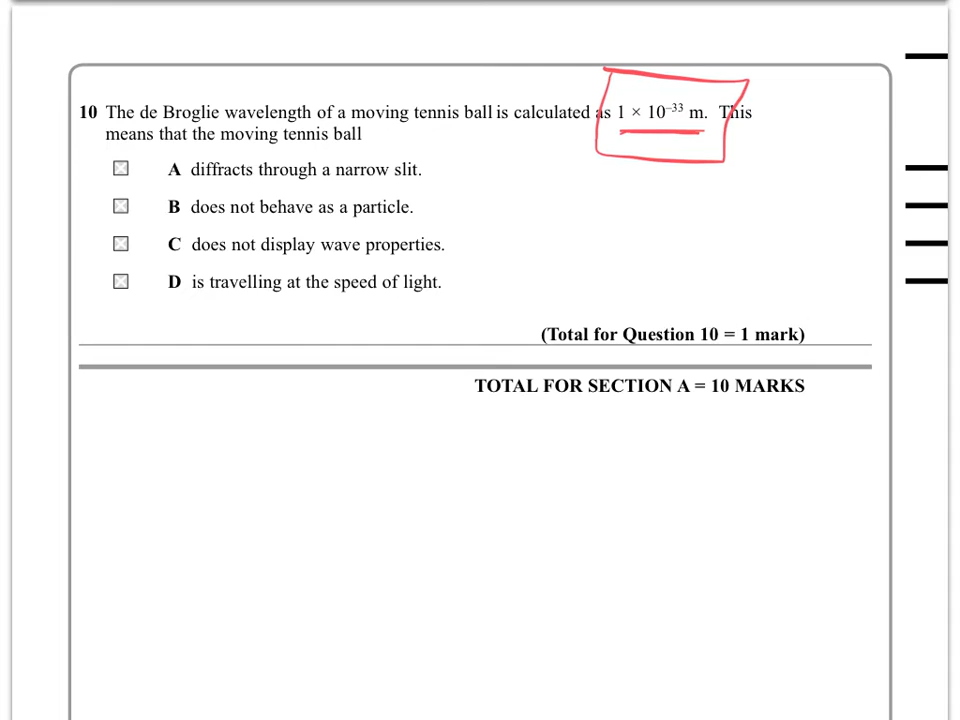 10 The de Broglie wavelength of a moving tennis ball is calculated as 1 × 10⁻³³ m. This
means that the moving tennis ball
A diffracts through a narrow slit.
B does not behave as a particle.
C does not display wave properties.
D is travelling at the speed of light.
(Total for Question 10 = 1 mark)
TOTAL FOR SECTION A = 10 MARKS